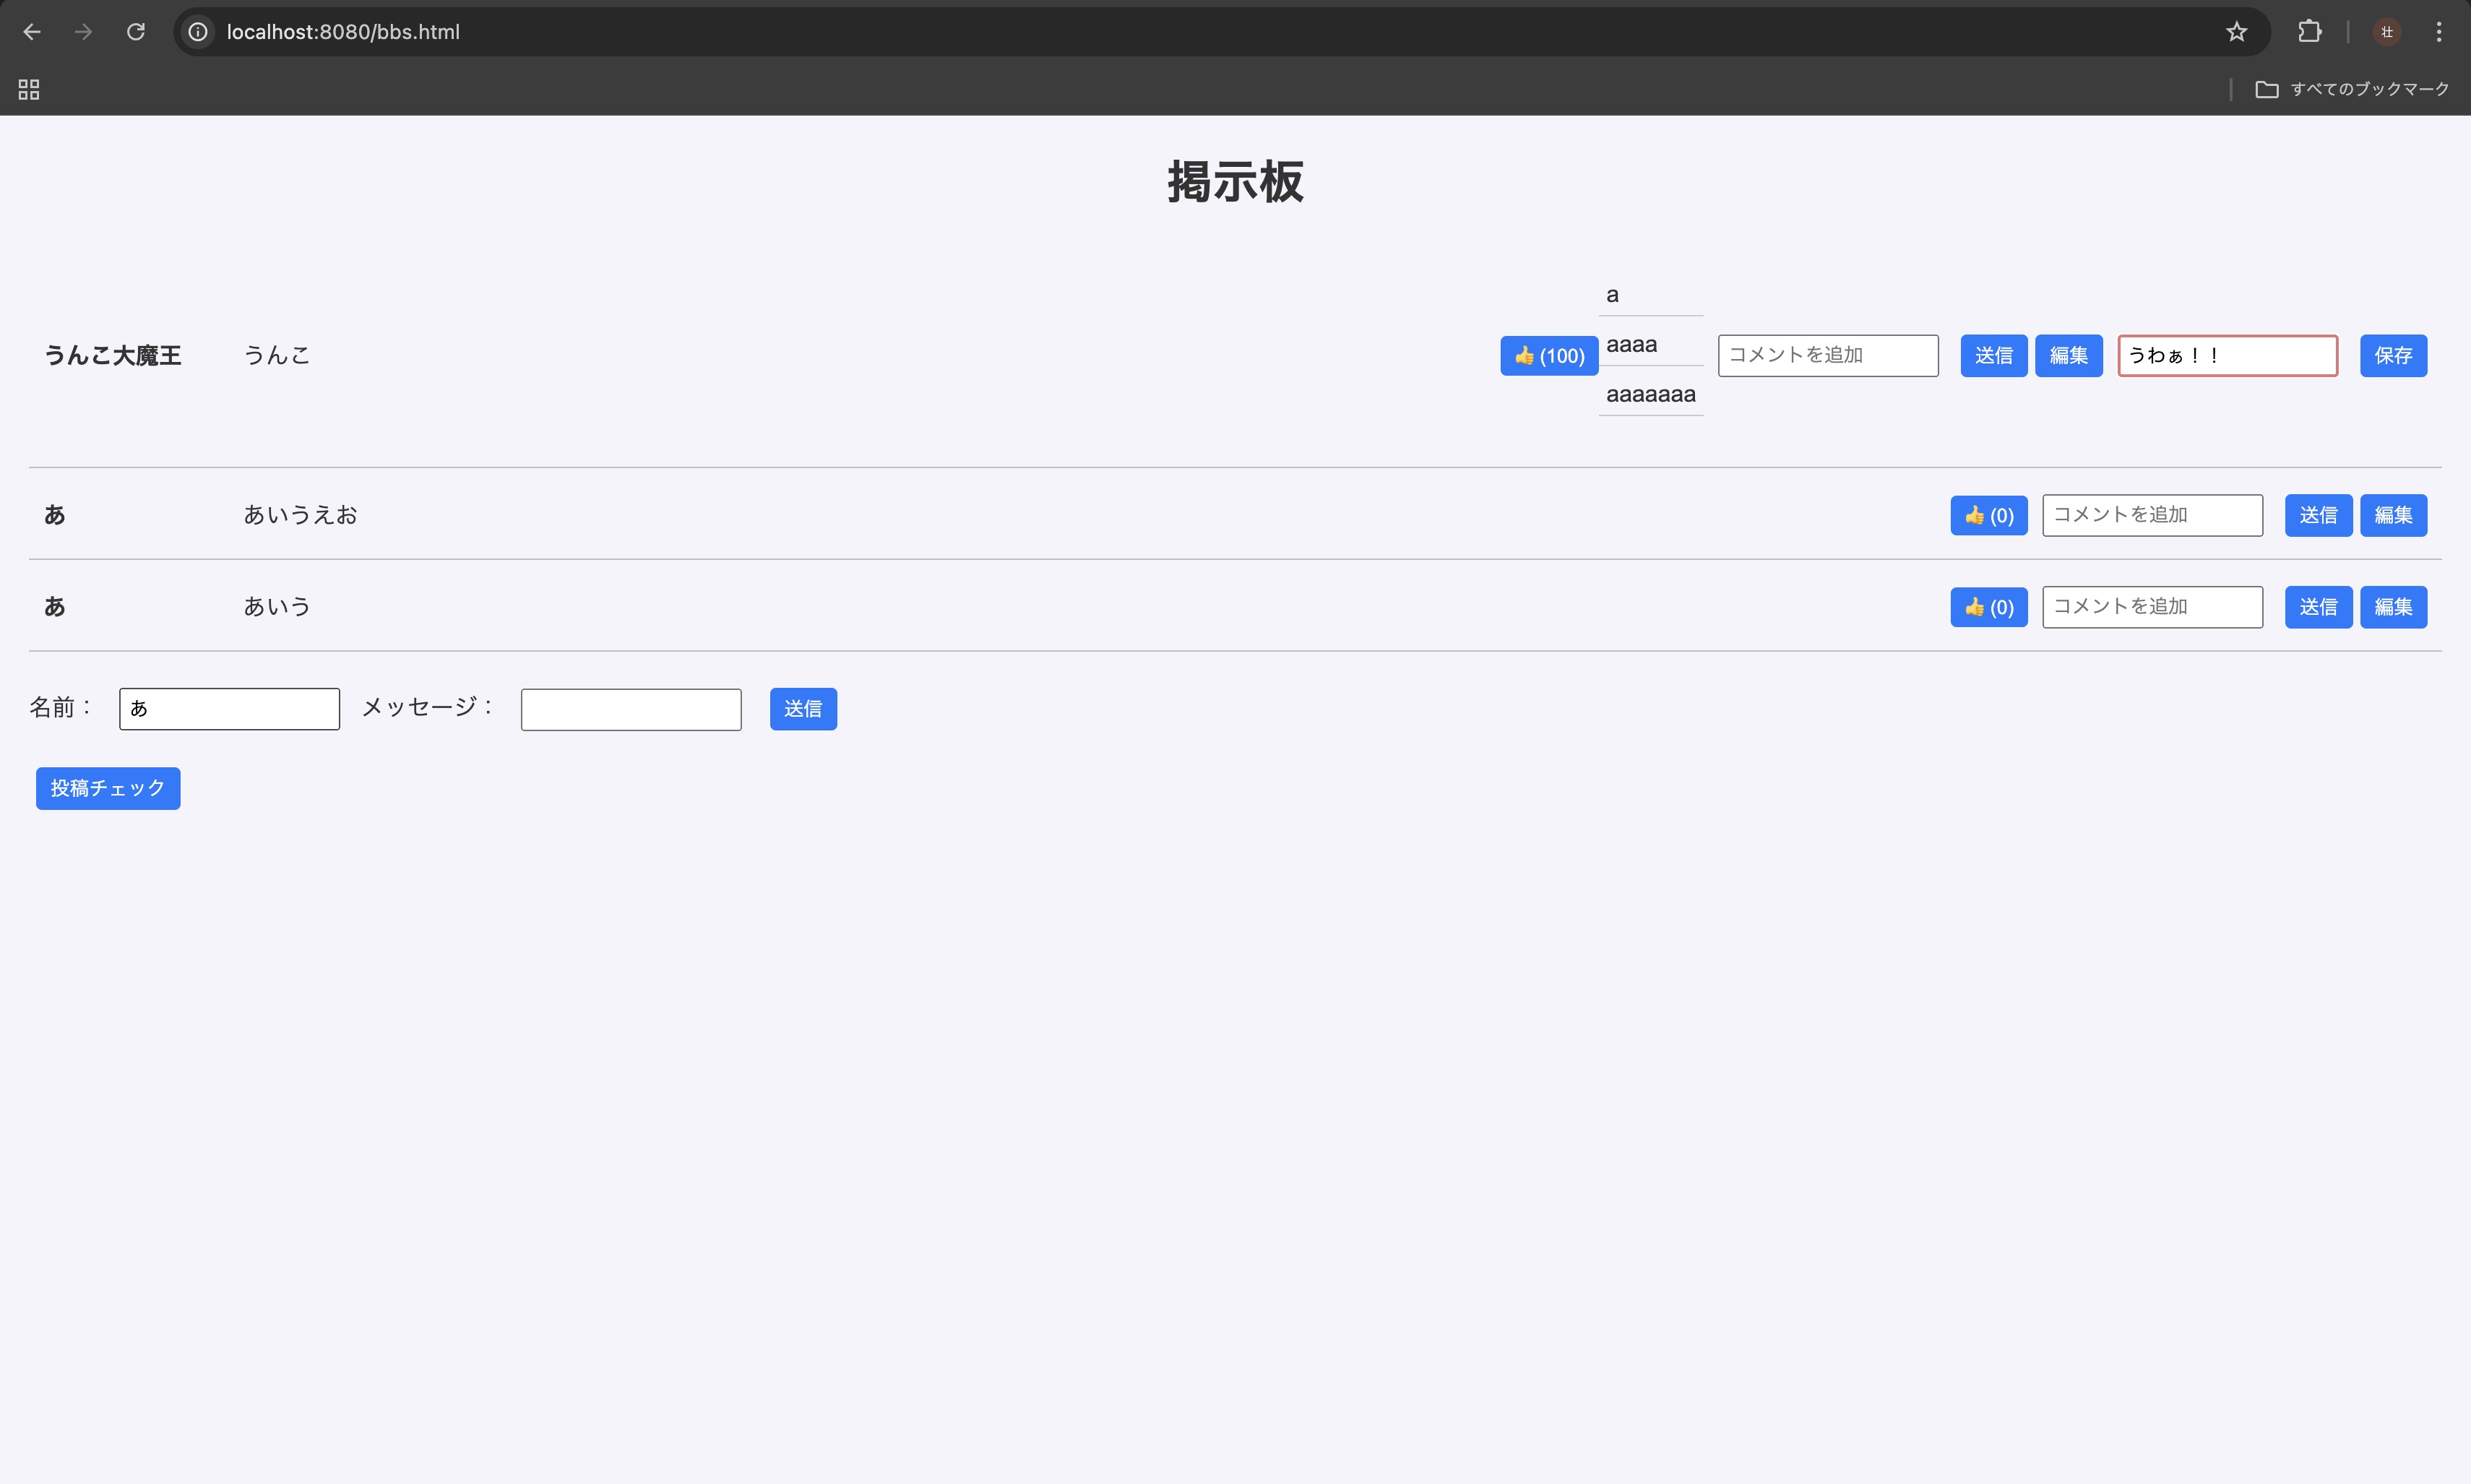 localhost:8080/bbs.html
壮
すべてのブックマーク
掲示板
うんこ大魔王 うんこ 👍 (100) コメントを追加 送信 編集 うわぁ！！ 保存
a
aaaa
aaaaaaa
あ あいうえお 👍 (0) コメントを追加 送信 編集
あ あいう 👍 (0) コメントを追加 送信 編集
名前： あ メッセージ： 送信
投稿チェック